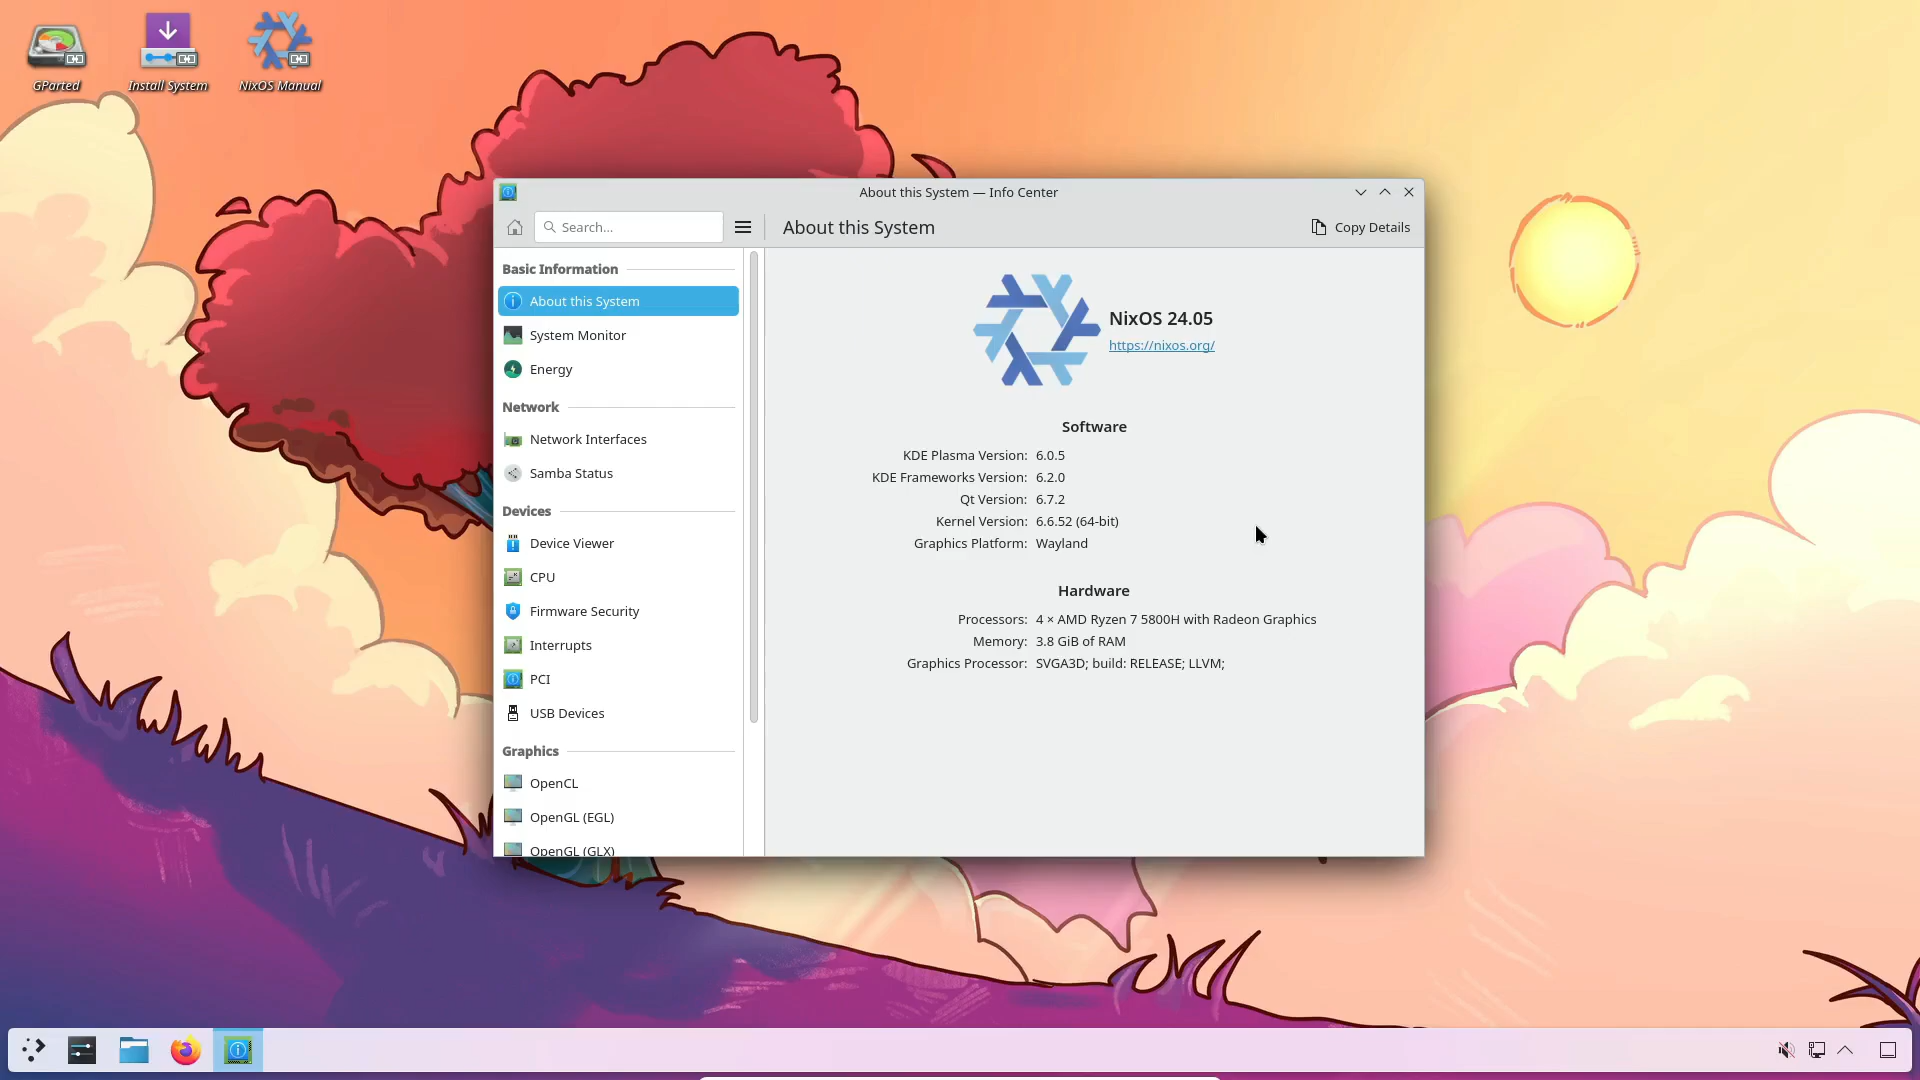 GParted
Install System
NixOS Manual
About this System — Info Center
Search...
About this System
Copy Details
Basic Information
About this System
System Monitor
Energy
Network
Network Interfaces
Samba Status
Devices
Device Viewer
CPU
Firmware Security
Interrupts
PCI
USB Devices
Graphics
OpenCL
OpenGL (EGL)
OpenGL (GLX)
NixOS 24.05
https://nixos.org/
Software
KDE Plasma Version: 6.0.5
KDE Frameworks Version: 6.2.0
Qt Version: 6.7.2
Kernel Version: 6.6.52 (64-bit)
Graphics Platform: Wayland
Hardware
Processors: 4 × AMD Ryzen 7 5800H with Radeon Graphics
Memory: 3.8 GiB of RAM
Graphics Processor: SVGA3D; build: RELEASE; LLVM;